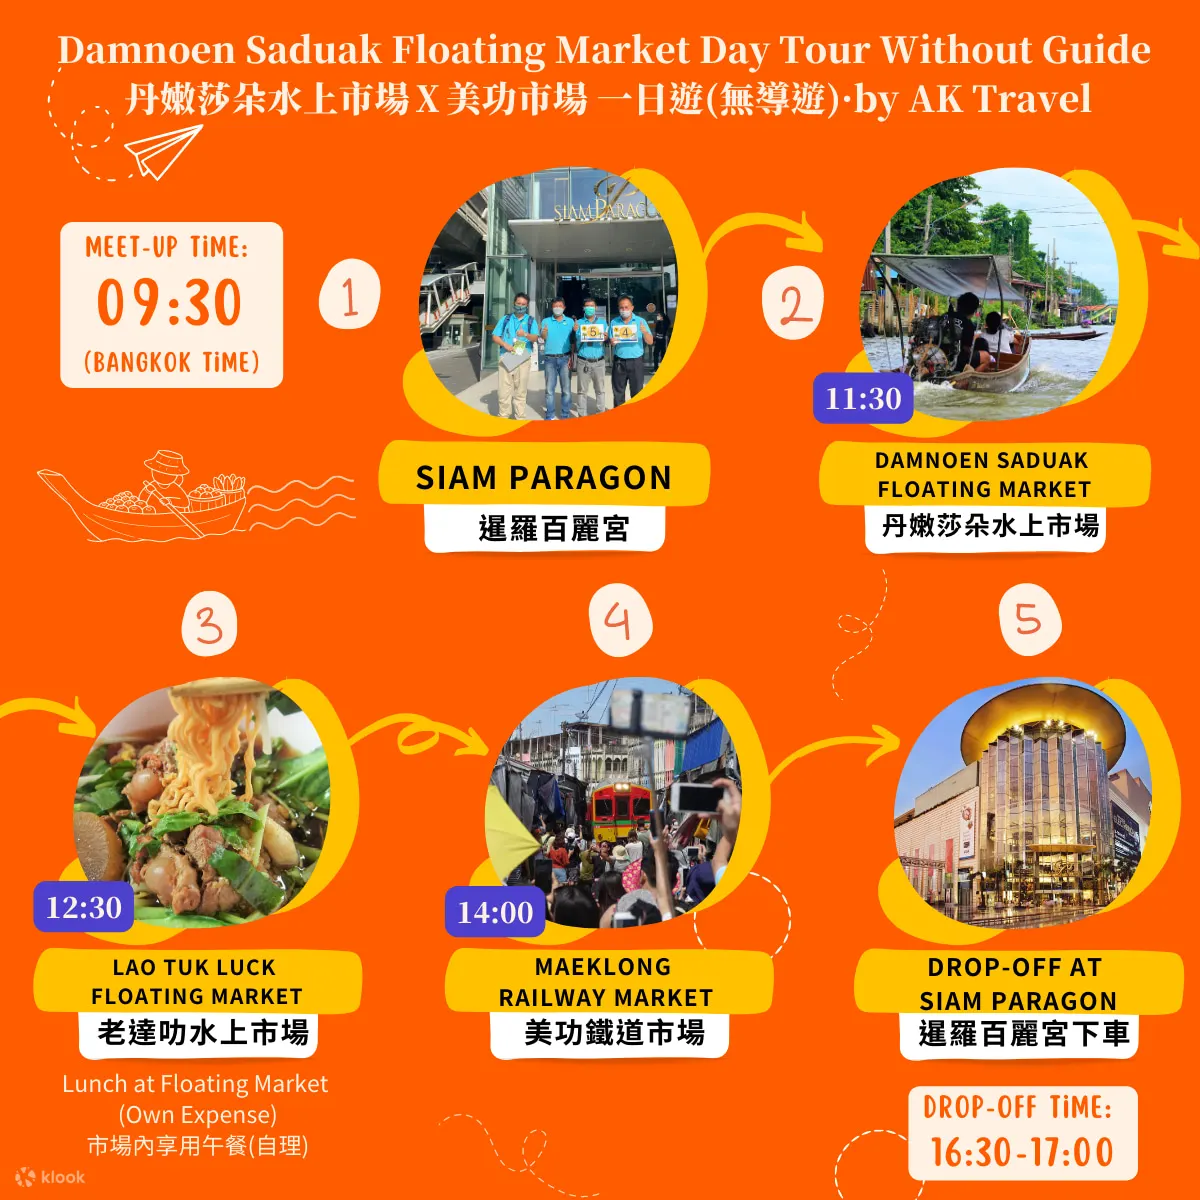 Damnoen Saduak Floating Market Day Tour Without Guide
丹嫩莎朵水上市場 X 美功市場 一日遊(無導遊)·by AK Travel
MEET-UP TiME:
09:30
(BANGKOK TiME)
1
SIAM PARAGON
5
4
SIAM PARAGON
暹羅百麗宮
2
11:30
DAMNOEN SADUAK
FLOATING MARKET
丹嫩莎朵水上市場
3
12:30
LAO TUK LUCK
FLOATING MARKET
老達叻水上市場
Lunch at Floating Market
(Own Expense)
市場內享用午餐(自理)
4
14:00
MAEKLONG
RAILWAY MARKET
美功鐵道市場
5
DROP-OFF AT
SIAM PARAGON
暹羅百麗宮下車
DROP-OFF TiME:
16:30-17:00
klook